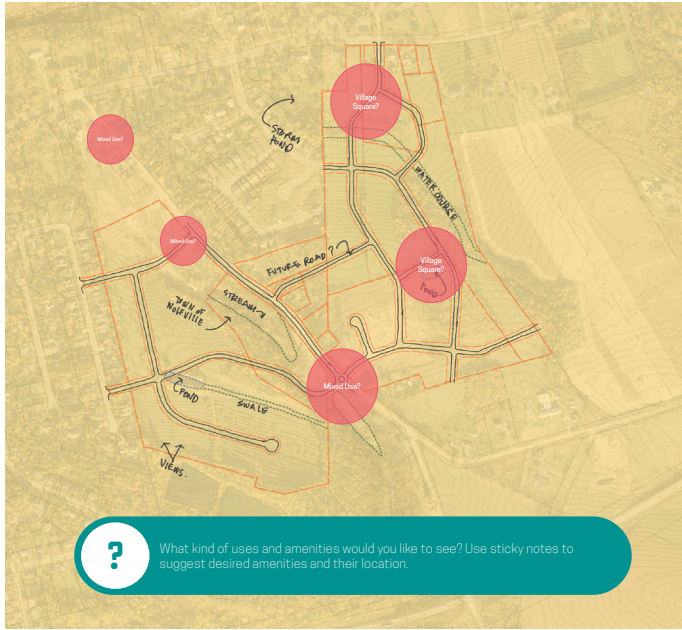 Village
Square?
STORM
POND
Mixed Use?
WATER COURSE
Mixed Use?
FUTURE ROAD?
Village
Square?
POND
STREAM
TOWN OF
WOLFVILLE
Mixed Use?
POND
SWALE
VIEWS.
?
What kind of uses and amenities would you like to see? Use sticky notes to
suggest desired amenities and their location.